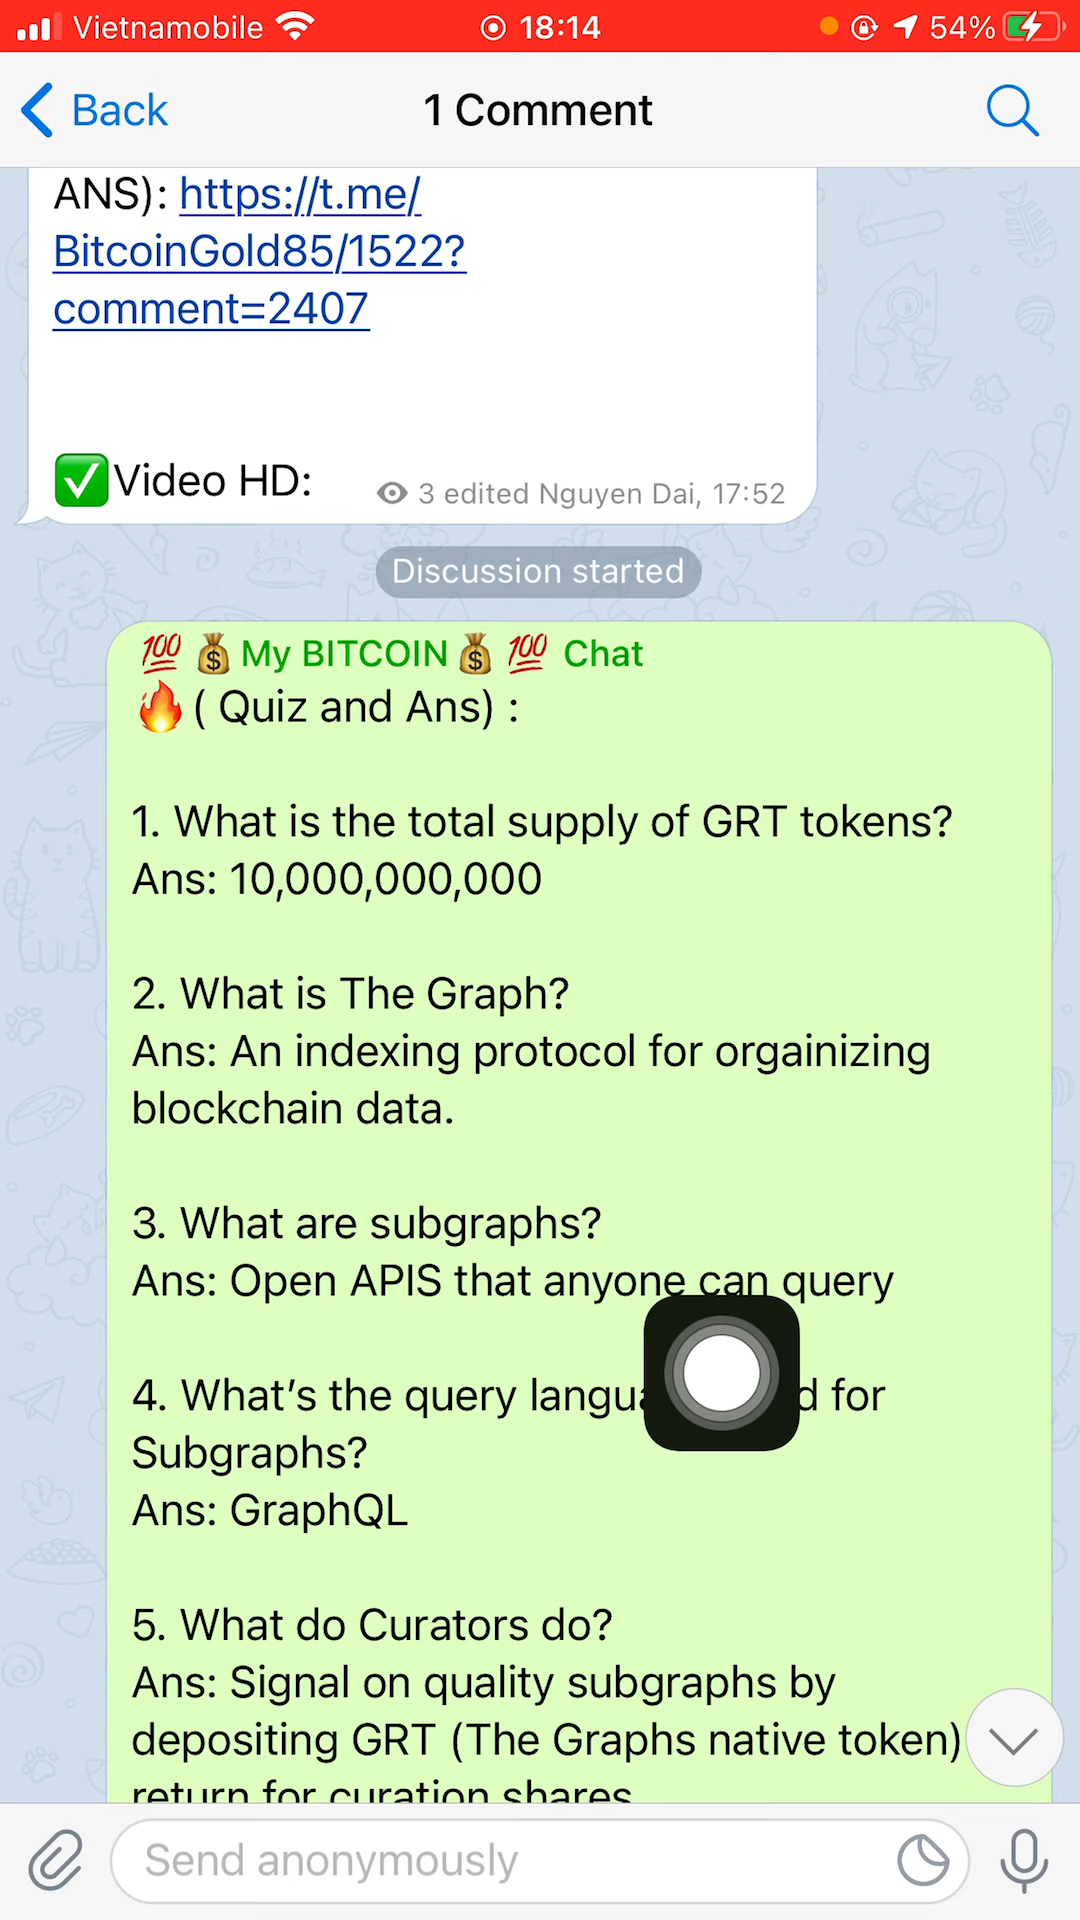 Vietnamobile 18:14 54%
Back 1 Comment
ANS): https://t.me/
BitcoinGold85/1522?
comment=2407
Video HD: 3 edited Nguyen Dai, 17:52
Discussion started
My BITCOIN Chat
( Quiz and Ans) :
1. What is the total supply of GRT tokens?
Ans: 10,000,000,000
2. What is The Graph?
Ans: An indexing protocol for orgainizing
blockchain data.
3. What are subgraphs?
Ans: Open APIS that anyone can query
4. What's the query for
Subgraphs?
Ans: GraphQL
5. What do Curators do?
Ans: Signal on quality subgraphs by
depositing GRT (The Graphs native token)
return for curation shares
Send anonymously